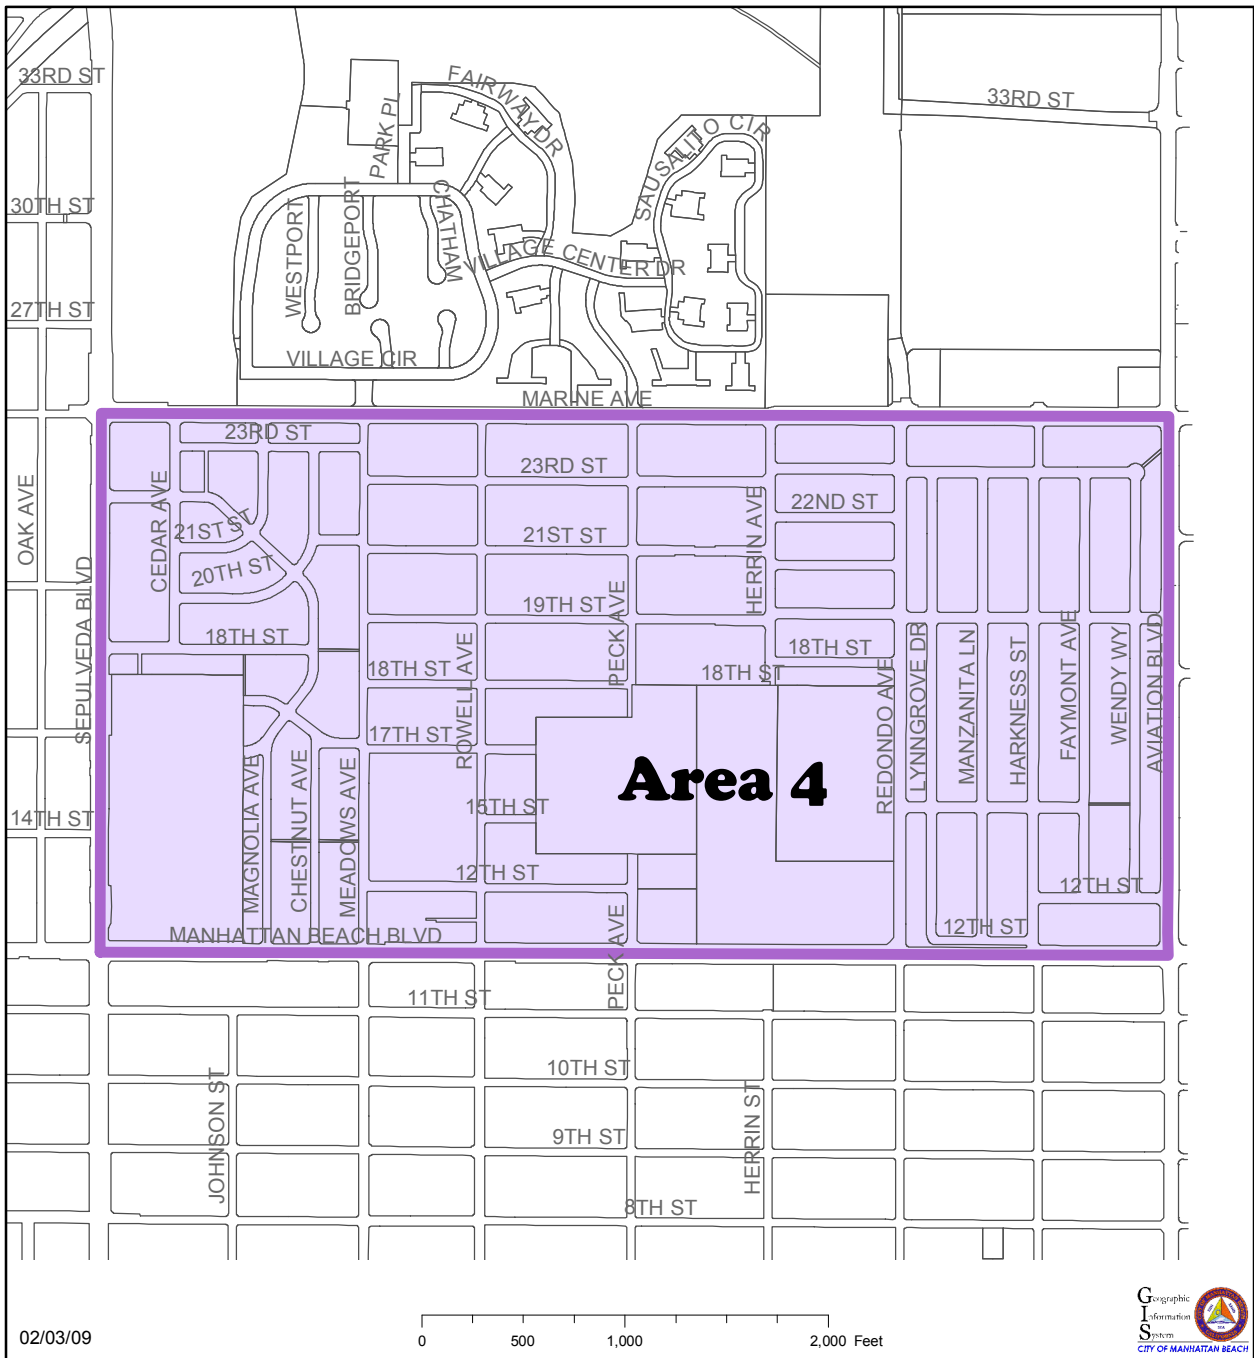 33RD ST
FAIRWAY DR
PARK PL
SAUSALITO CIR
33RD ST
30TH ST
WESTPORT
BRIDGEPORT
CHATHAM
VILLAGE CENTER DR
27TH ST
VILLAGE CIR
MARINE AVE
23RD ST
23RD ST
22ND ST
OAK AVE
CEDAR AVE
21ST ST
21ST ST
HERRIN AVE
20TH ST
19TH ST
SEPULVEDA BLVD
18TH ST
18TH ST
ROWELL AVE
PECK AVE
18TH ST
18TH ST
REDONDO AVE
LYNNGROVE DR
MANZANITA LN
HARKNESS ST
FAYMONT AVE
WENDY WY
AVIATION BLVD
17TH ST
Area 4
14TH ST
MAGNOLIA AVE
CHESTNUT AVE
MEADOWS AVE
15TH ST
12TH ST
12TH ST
12TH ST
MANHATTAN BEACH BLVD
PECK AVE
11TH ST
10TH ST
JOHNSON ST
HERRIN ST
9TH ST
8TH ST
02/03/09
0 500 1,000 2,000 Feet
Geographic
Information
System
CITY OF MANHATTAN BEACH